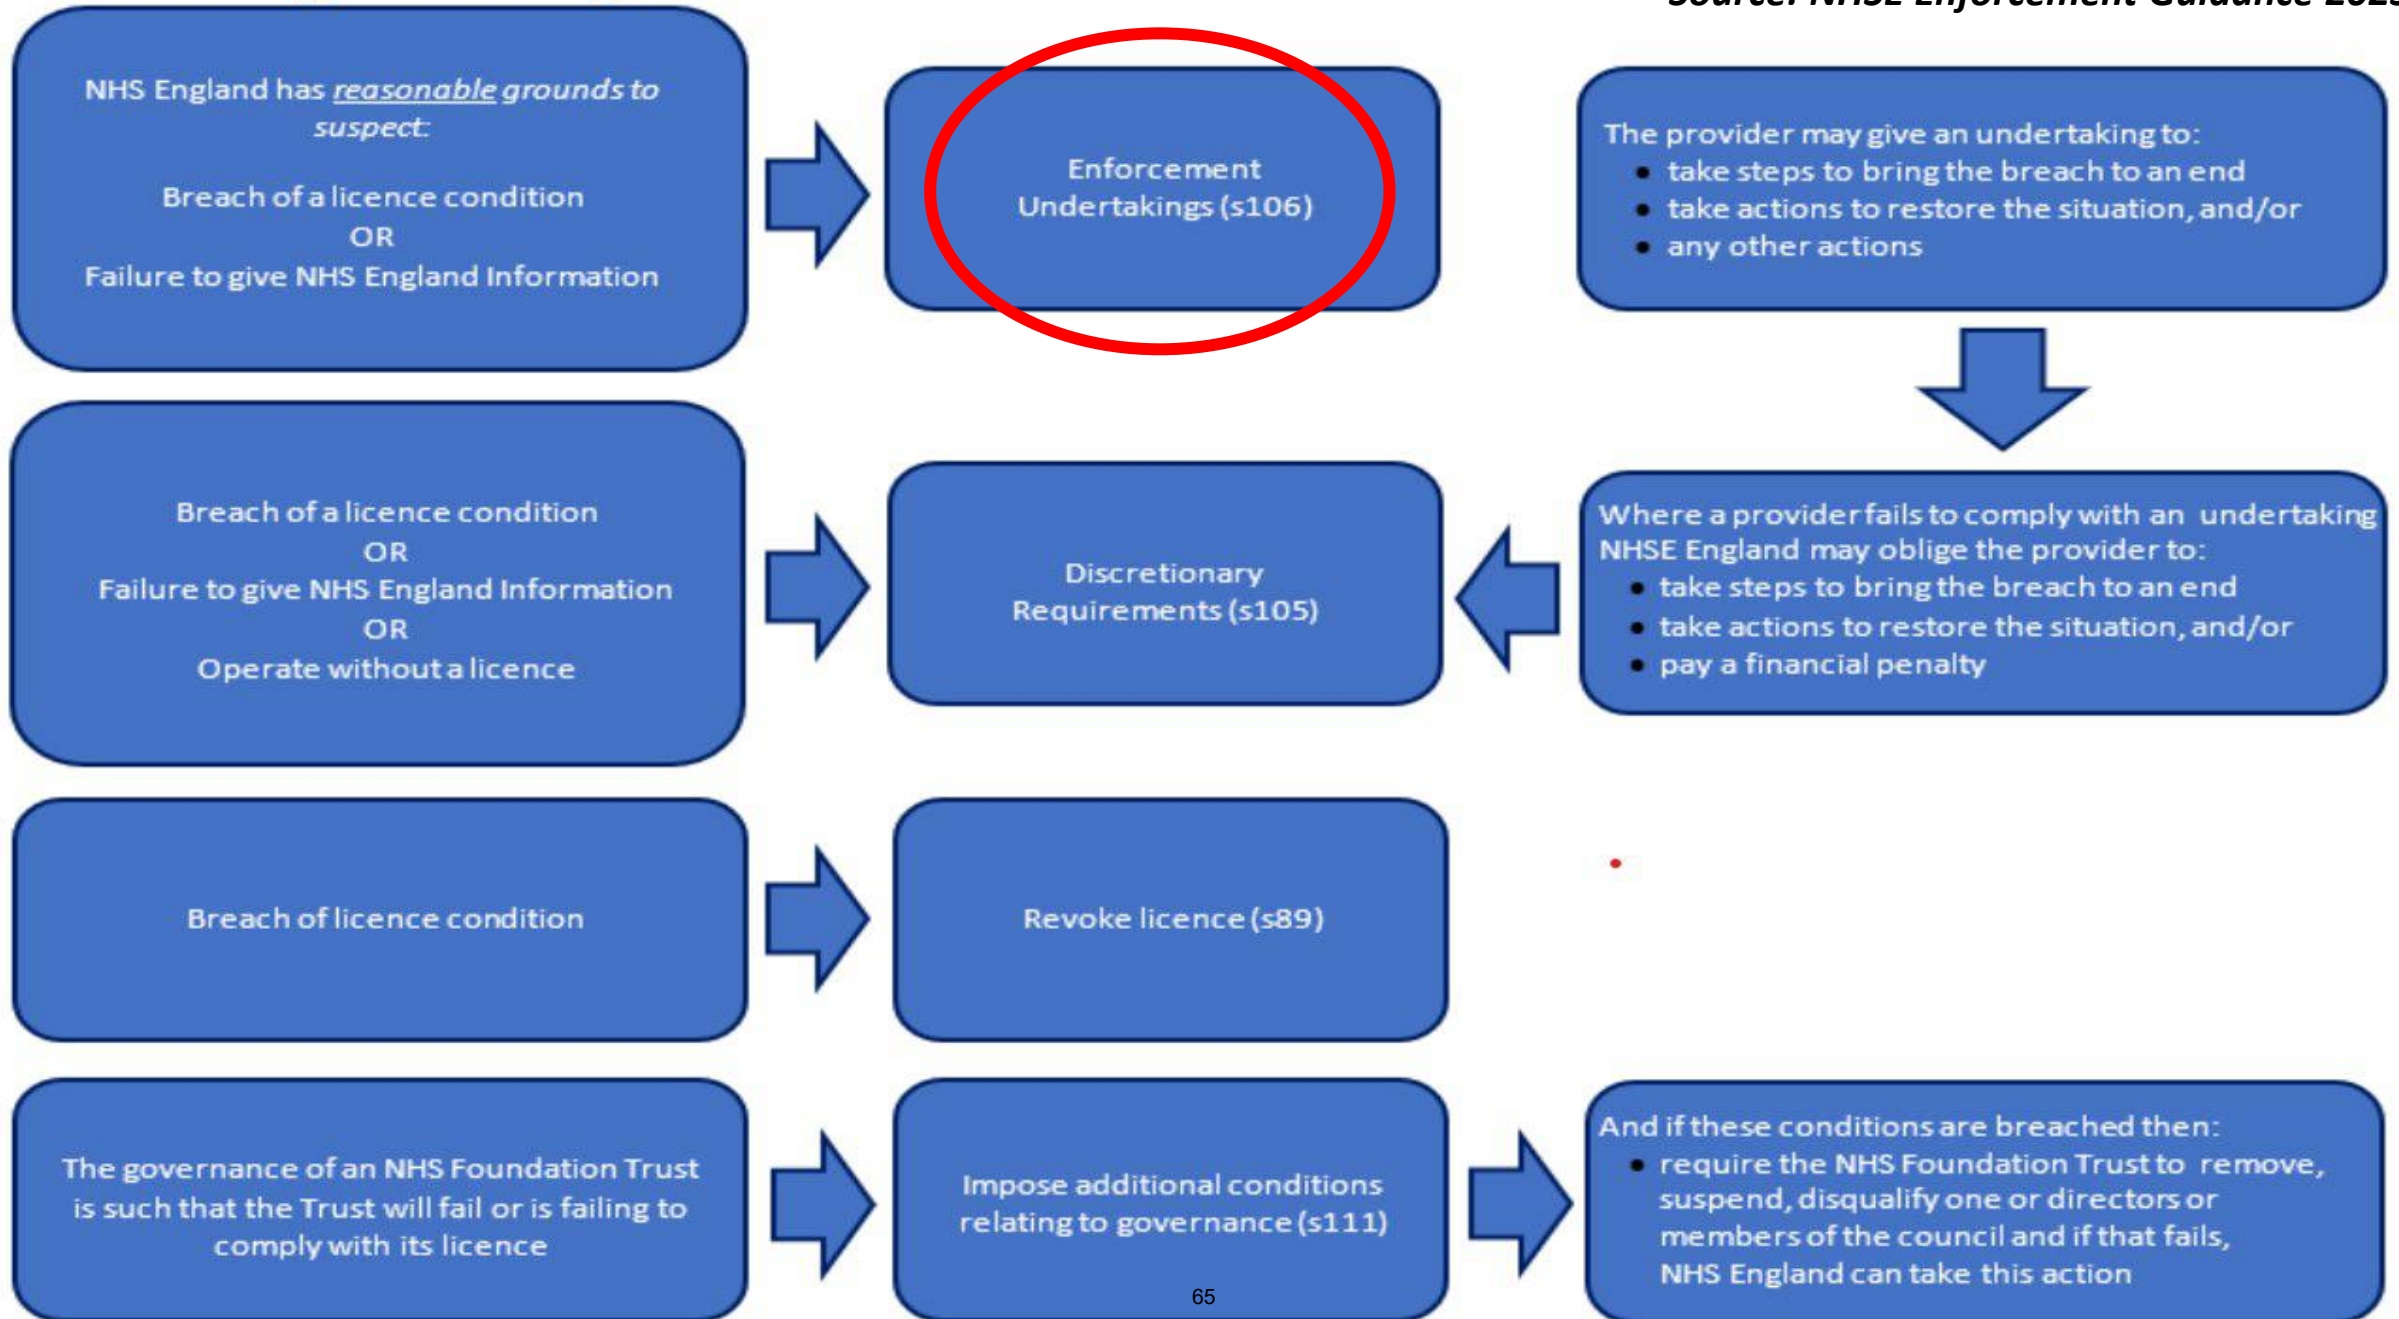 Source: NHSE Enforcement Guidance 2023
NHS England has reasonable grounds to
suspect:
Breach of a licence condition
OR
Failure to give NHS England Information
Enforcement
Undertakings (s106)
The provider may give an undertaking to:
• take steps to bring the breach to an end
• take actions to restore the situation, and/or
• any other actions
Breach of a licence condition
OR
Failure to give NHS England Information
OR
Operate without a licence
Discretionary
Requirements (s105)
Where a provider fails to comply with an undertaking
NHSE England may oblige the provider to:
• take steps to bring the breach to an end
• take actions to restore the situation, and/or
• pay a financial penalty
Breach of licence condition
Revoke licence (s89)
The governance of an NHS Foundation Trust
is such that the Trust will fail or is failing to
comply with its licence
Impose additional conditions
relating to governance (s111)
And if these conditions are breached then:
• require the NHS Foundation Trust to remove,
suspend, disqualify one or directors or
members of the council and if that fails,
NHS England can take this action
65